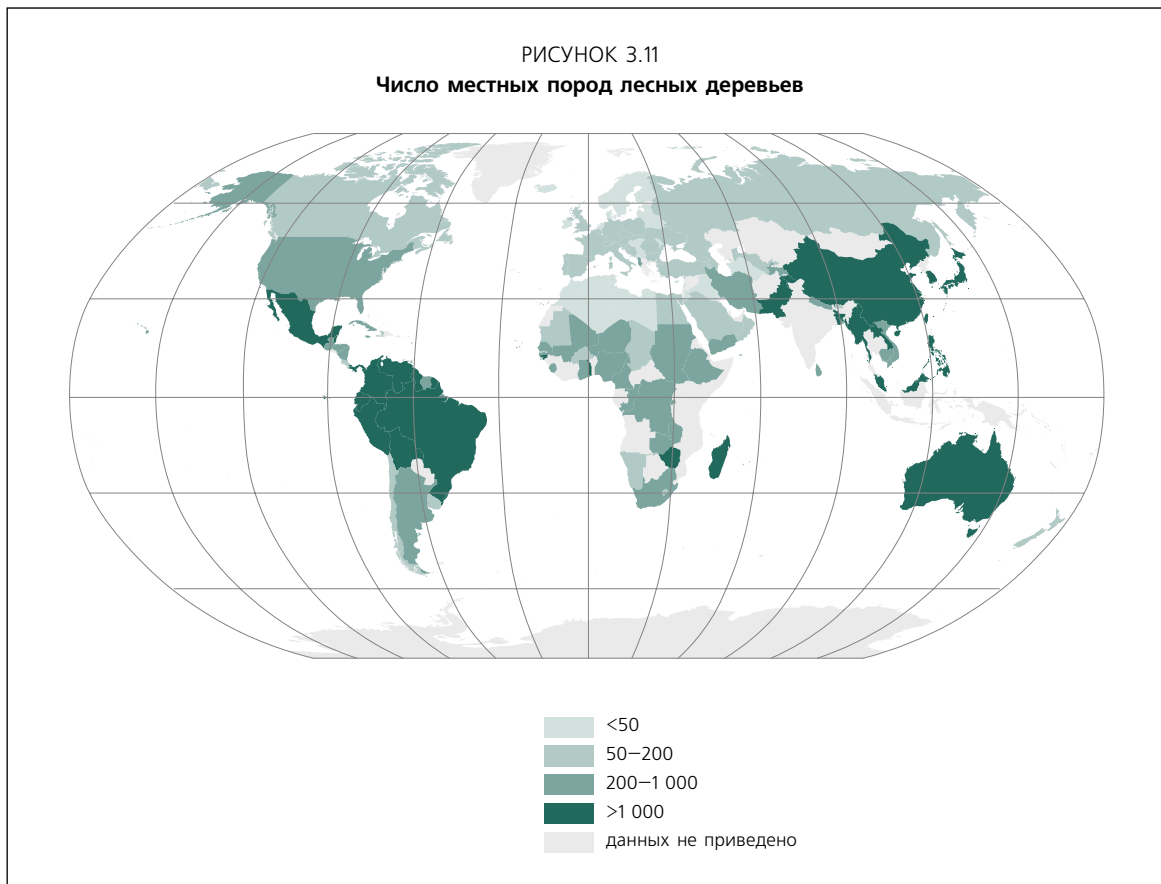 РИСУНОК 3.11
Число местных пород лесных деревьев
<50
50–200
200–1 000
>1 000
данных не приведено